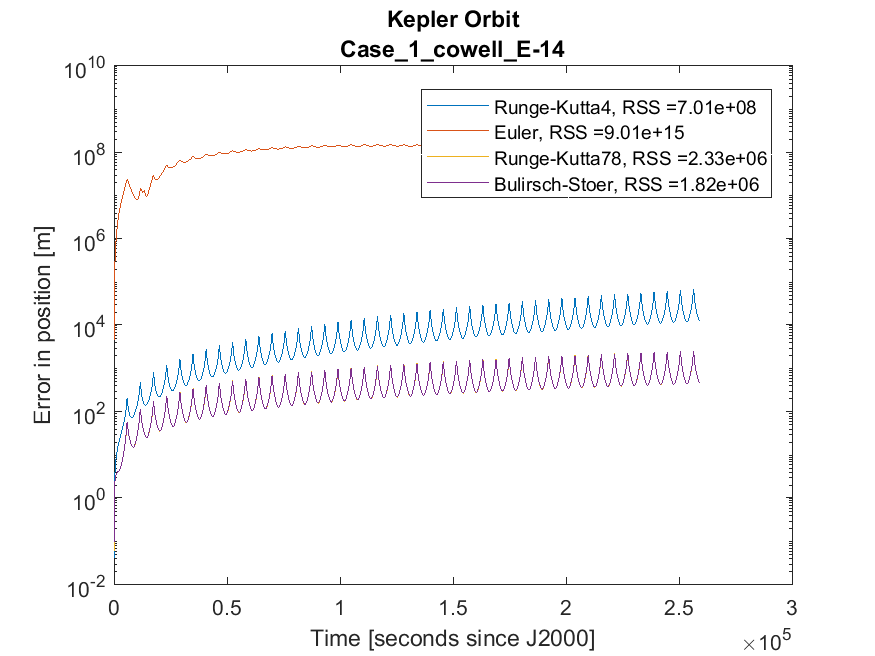 Kepler Orbit
Case_1_cowell_E-14
10^10
10^8
10^6
10^4
10^2
10^0
10^-2
Error in position [m]
Runge-Kutta4, RSS =7.01e+08
Euler, RSS =9.01e+15
Runge-Kutta78, RSS =2.33e+06
Bulirsch-Stoer, RSS =1.82e+06
0 0.5 1 1.5 2 2.5 3
Time [seconds since J2000]
×10^5